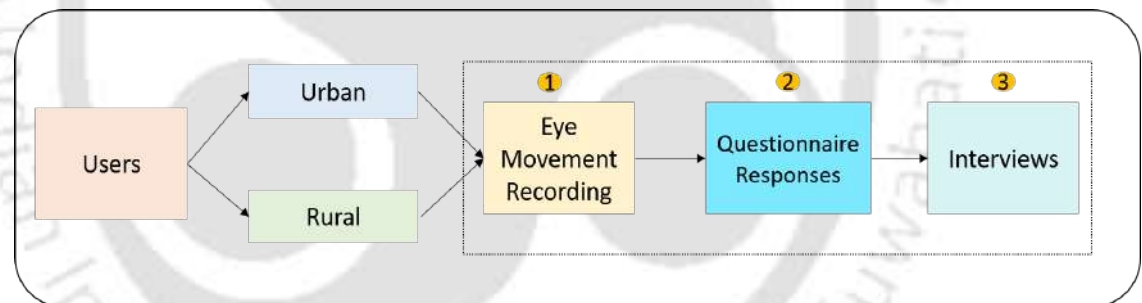 Users
Urban
Rural
1
Eye
Movement
Recording
2
Questionnaire
Responses
3
Interviews